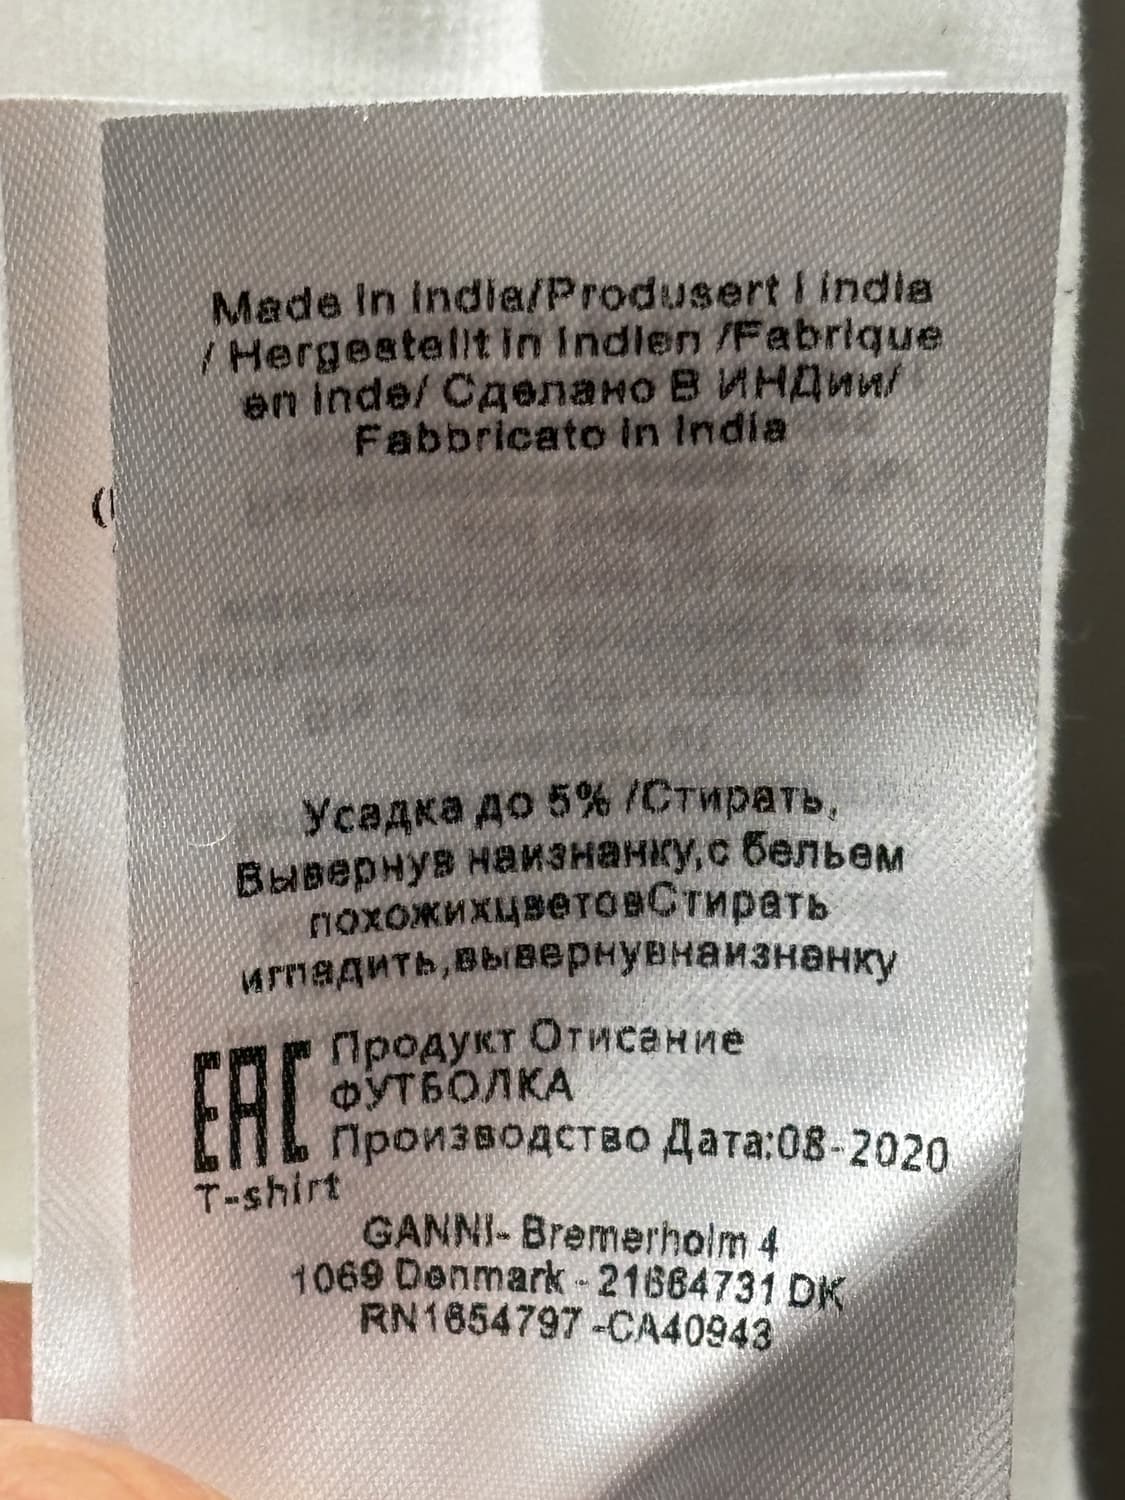 Made In India/Produsert I india
/ Hergestellt in Indien /Fabrique
en inde/ Сделано В ИНДии/
Fabbricato in India
Усадка до 5% /Стирать,
Вывернув наизнанку,с бельем
похожихцветовСтирать
игладить,вывернувнаизнанку
EAC
Продукт Отисание
ФУТБОЛКА
Производство Дата:08-2020
T-shirt
GANNI- Bremerholm 4
1069 Denmark - 21664731 DK
RN1654797 -CA40943